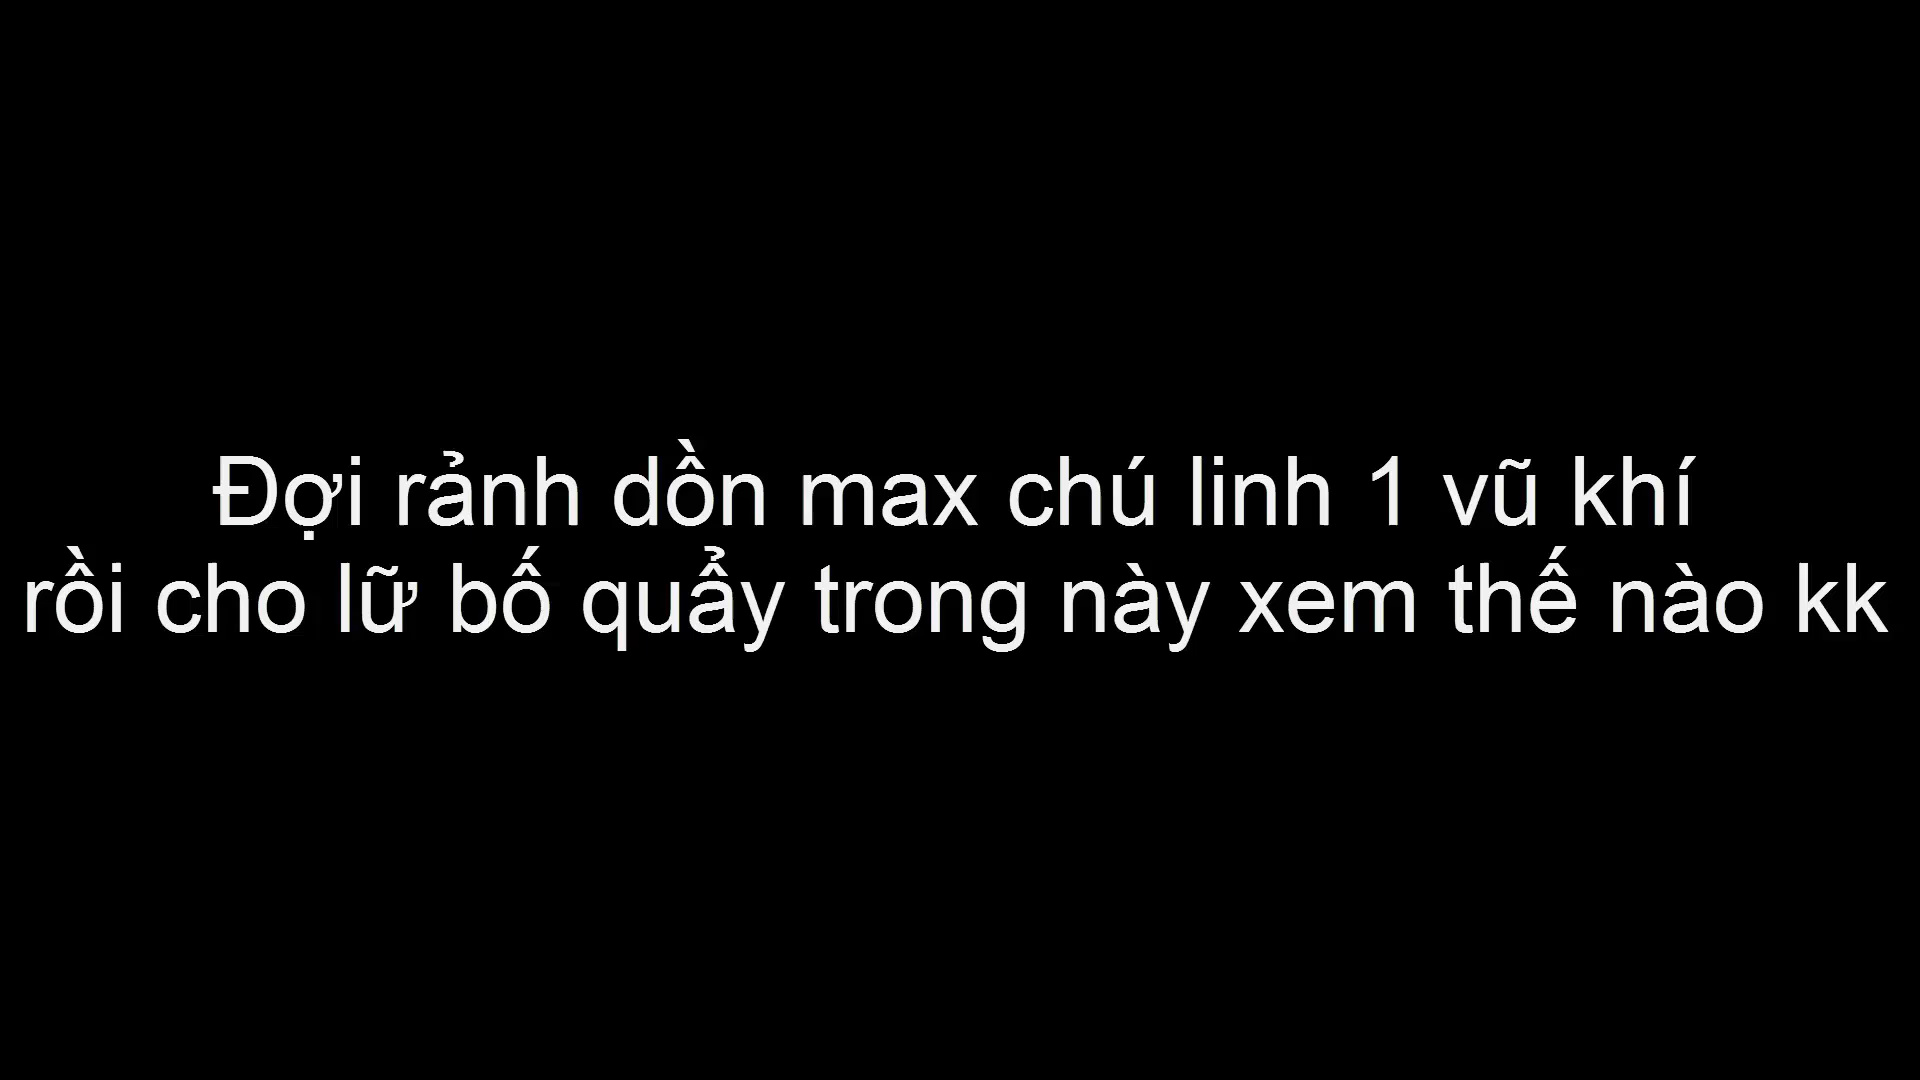 Đợi rảnh dồn max chú linh 1 vũ khí
rồi cho lữ bố quẩy trong này xem thế nào kk